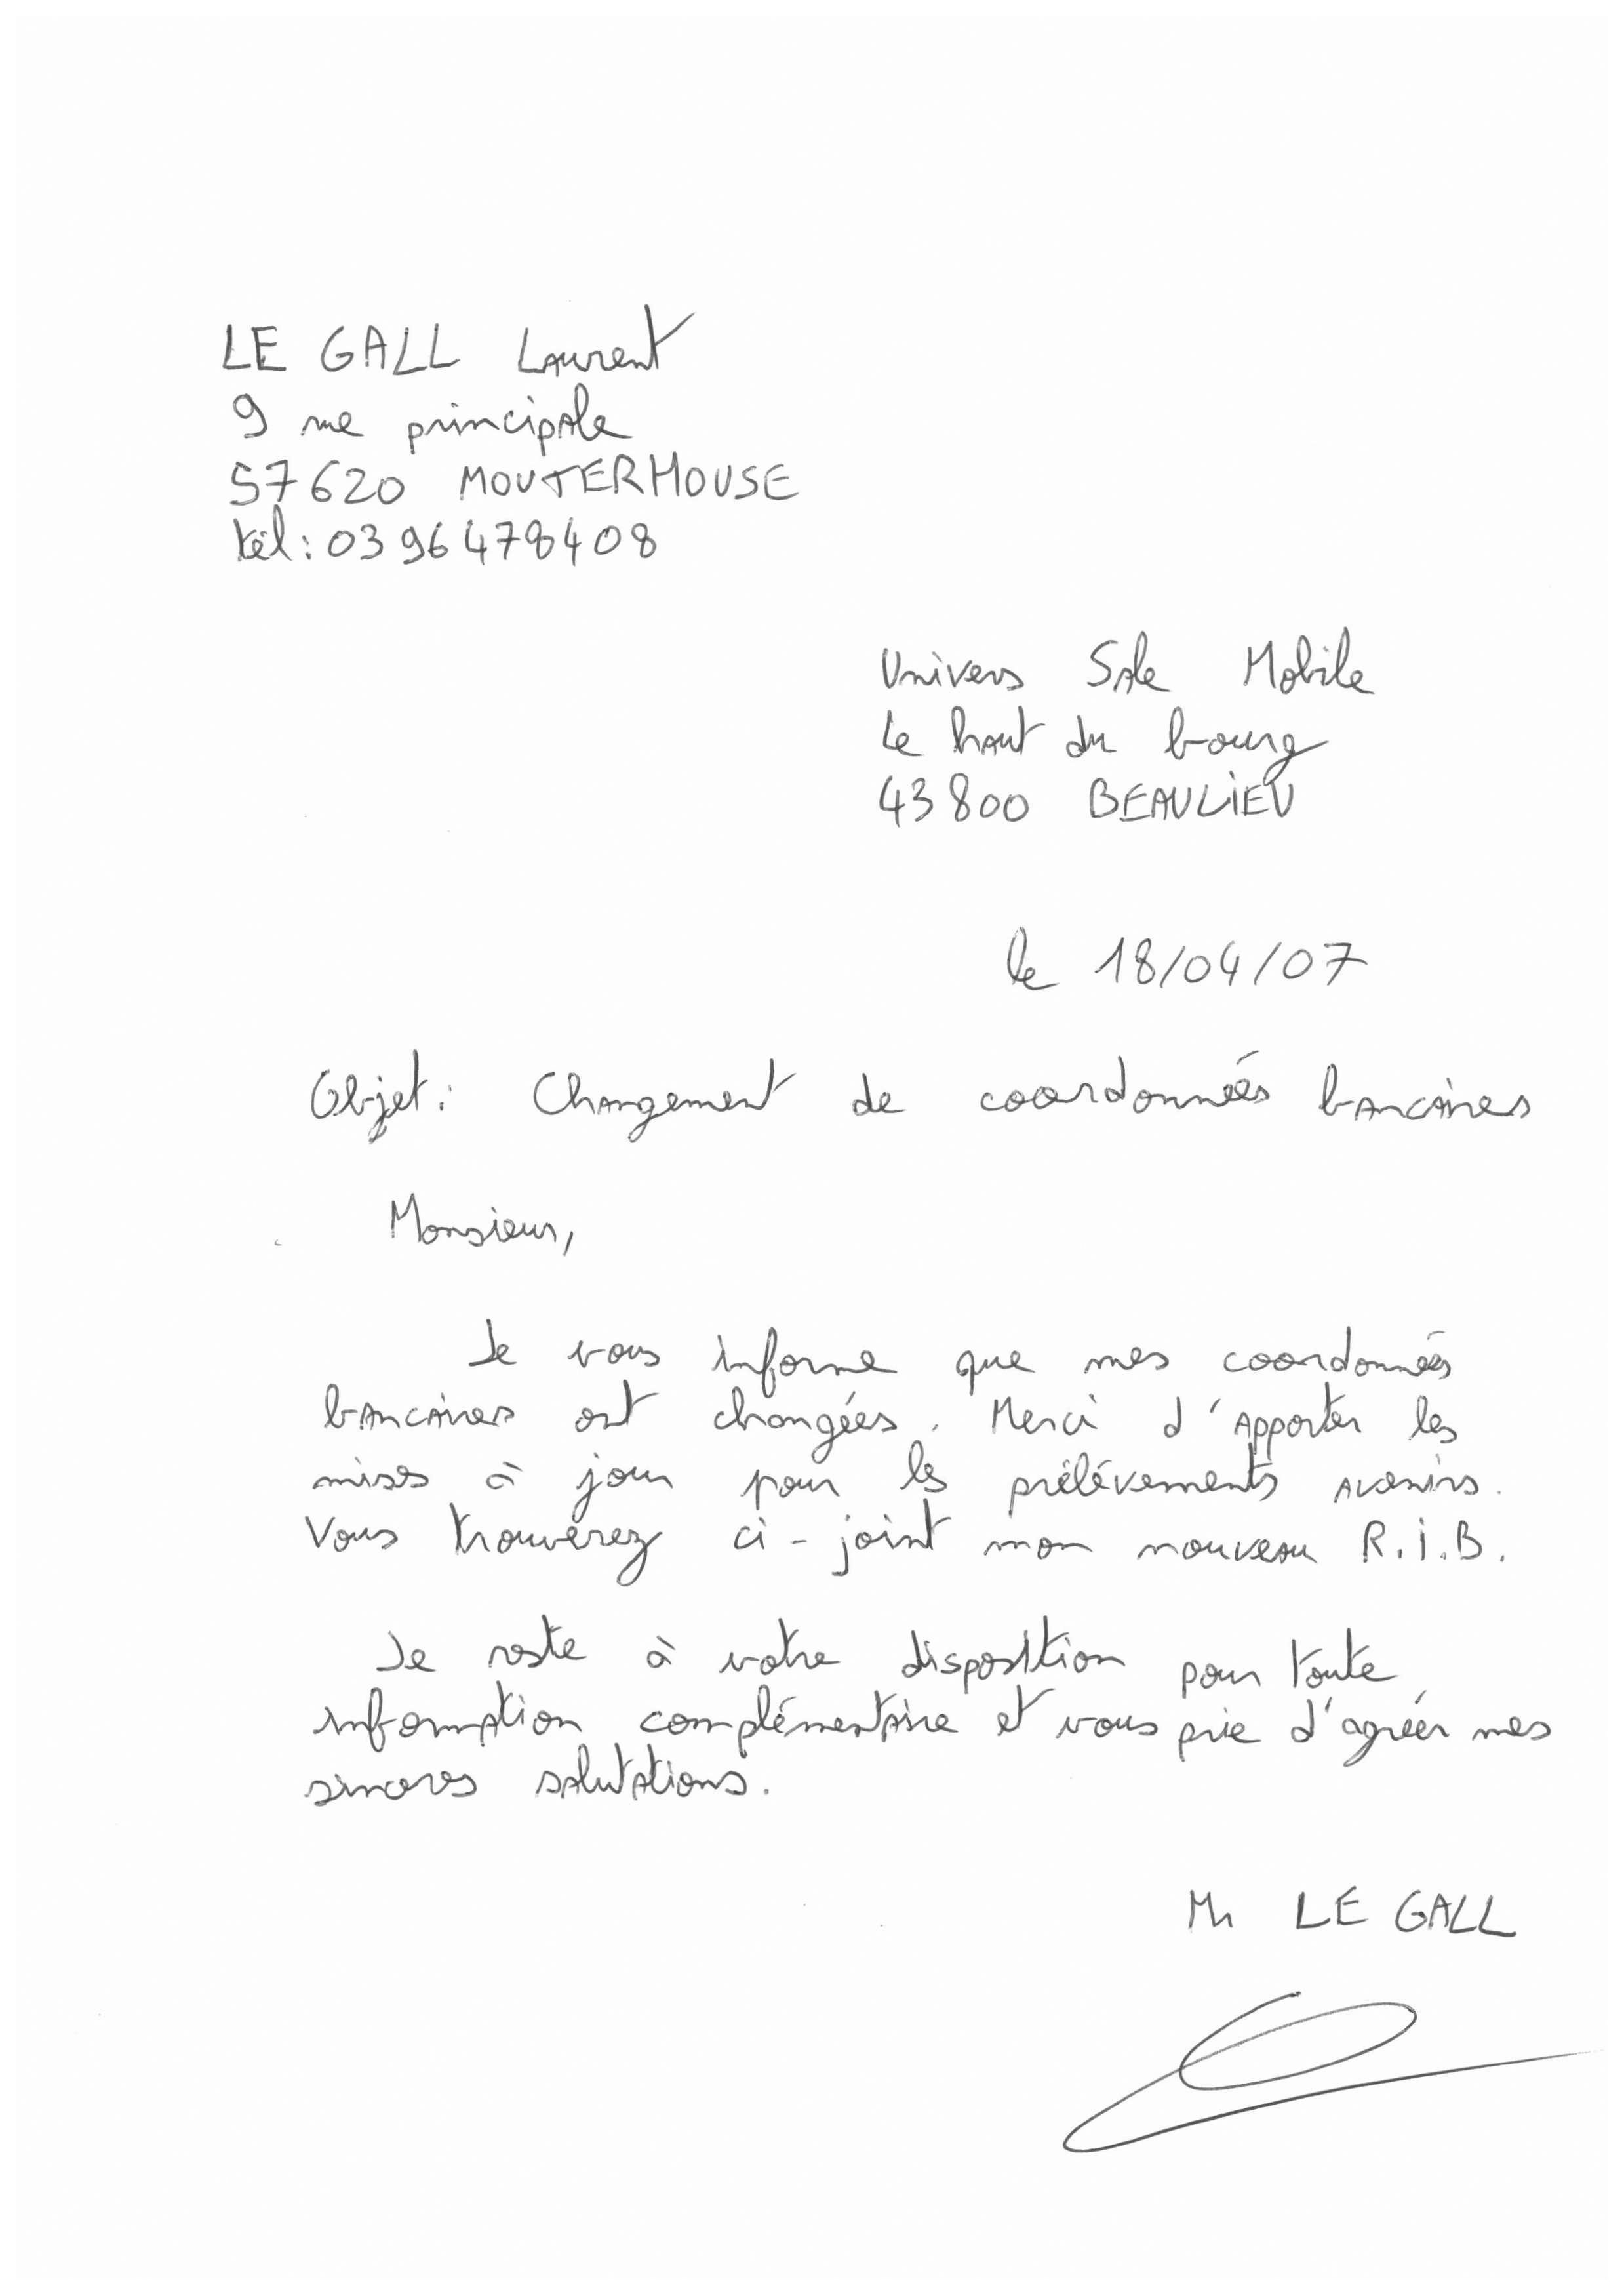 LE GALL Laurent
9 rue principale
57620 MOUTERHOUSE
tél : 03 96 47 84 08
Univers Sale Mobile
Le haut du bourg
43800 BEAULIEU
le 18/04/07
Objet : Changement de coordonnées bancaires
Monsieur,
Je vous informe que mes coordonnées
bancaires ont changées. Merci d'apporter les
mises à jour pour les prélévements avenirs.
Vous trouverez ci-joint mon nouveau R.I.B.
Je reste à votre disposition pour toute
information complémentaire et vous prie d'agréer mes
sinceres salutations.
Mr LE GALL